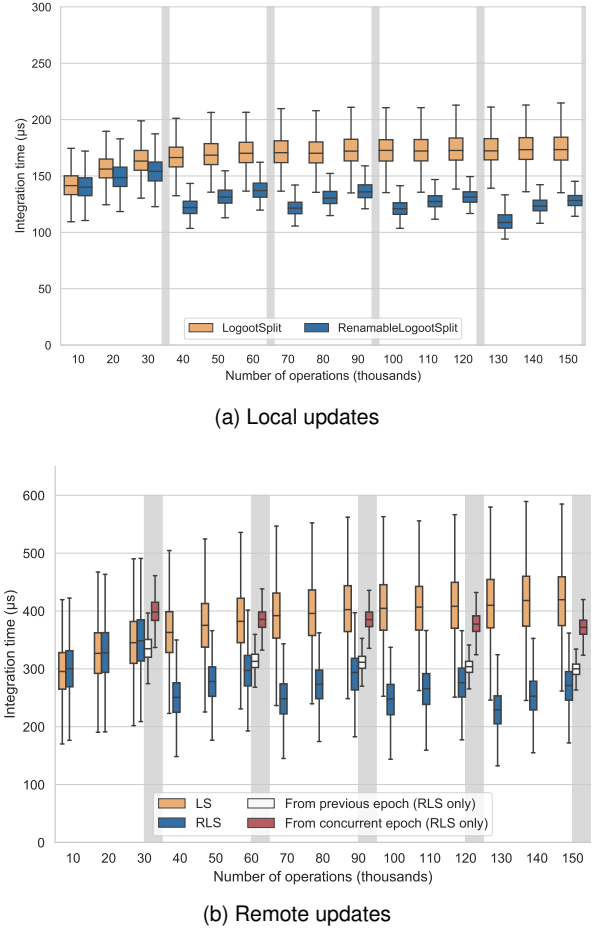 300
250
200
150
100
50
0
Integration time (µs)
LogootSplit RenamableLogootSplit
10 20 30 40 50 60 70 80 90 100 110 120 130 140 150
Number of operations (thousands)
(a) Local updates
600
500
400
300
200
100
0
Integration time (µs)
LS From previous epoch (RLS only)
RLS From concurrent epoch (RLS only)
10 20 30 40 50 60 70 80 90 100 110 120 130 140 150
Number of operations (thousands)
(b) Remote updates